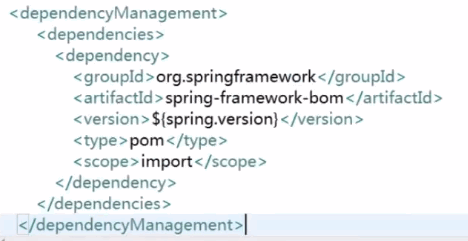 <dependencyManagement>
<dependencies>
<dependency>
<groupId>org.springframework</groupId>
<artifactId>spring-framework-bom</artifactId>
<version>${spring.version}</version>
<type>pom</type>
<scope>import</scope>
</dependency>
</dependencies>
</dependencyManagement>